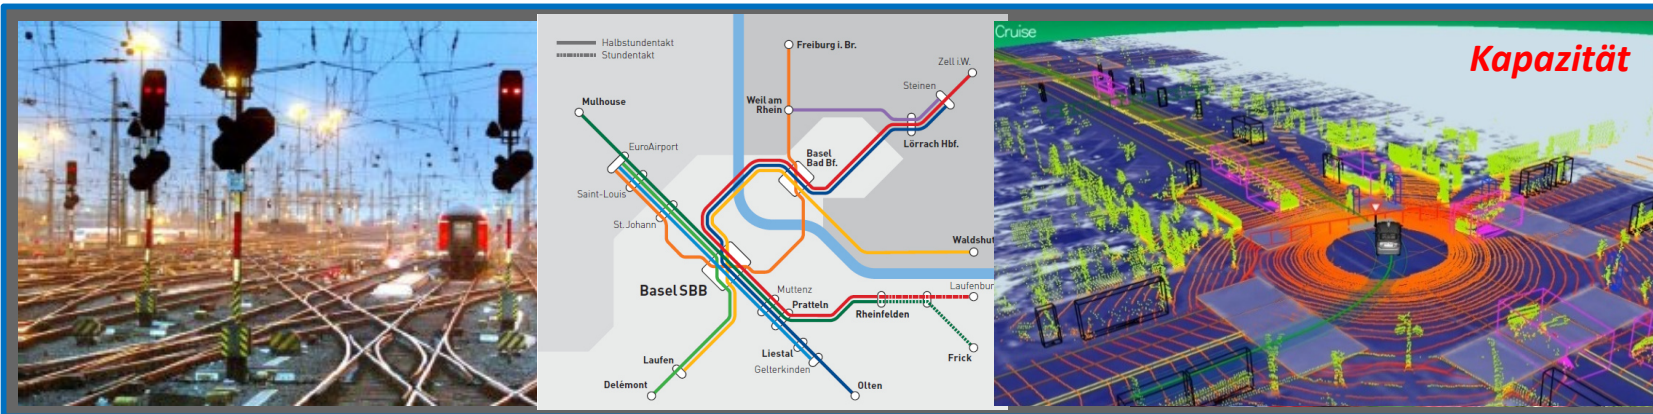 Halbstundentakt
Stundentakt
Freiburg i. Br.
Zell i.W.
Steinen
Mulhouse
Weil am
Rhein
Lörrach Hbf.
EuroAirport
Basel
Bad Bf.
Saint-Louis
St. Johann
Waldshut
Basel SBB
Muttenz
Pratteln
Laufenbur
Rheinfelden
Laufen
Liestal
Gelterkinden
Frick
Delémont
Olten
Cruise
Kapazität